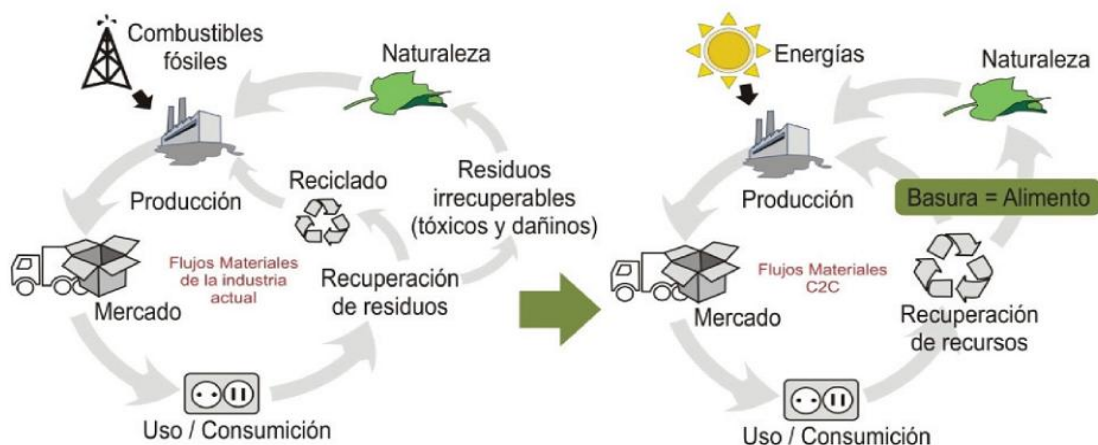 Combustibles
fósiles
Naturaleza
Producción
Reciclado
Residuos
irrecuperables
(tóxicos y dañinos)
Flujos Materiales
de la industria
actual
Mercado
Recuperación
de residuos
Uso / Consumición
Energías
Naturaleza
Producción
Basura = Alimento
Flujos Materiales
C2C
Mercado
Recuperación
de recursos
Uso / Consumición